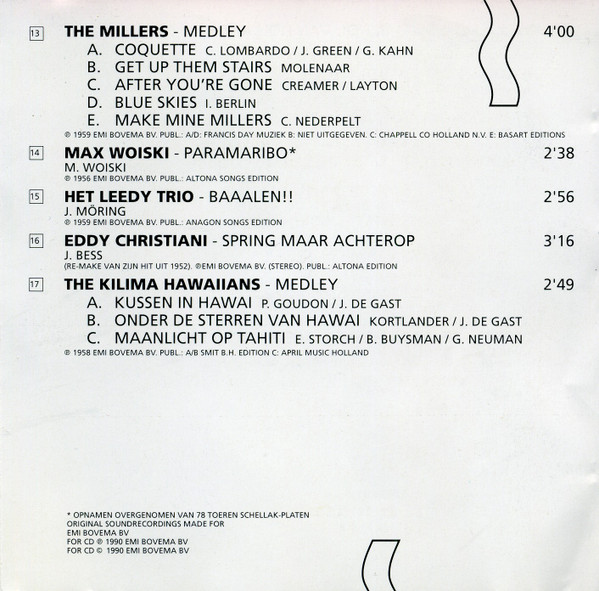 13 THE MILLERS - MEDLEY 4'00
A. COQUETTE C. LOMBARDO / J. GREEN / G. KAHN
B. GET UP THEM STAIRS MOLENAAR
C. AFTER YOU'RE GONE CREAMER / LAYTON
D. BLUE SKIES I. BERLIN
E. MAKE MINE MILLERS C. NEDERPELT
℗ 1959 EMI BOVEMA BV. PUBL.: A/D: FRANCIS DAY MUZIEK B: NIET UITGEGEVEN. C: CHAPPELL CO HOLLAND N.V. E: BASART EDITIONS
14 MAX WOISKI - PARAMARIBO* 2'38
M. WOISKI
℗ 1956 EMI BOVEMA BV. PUBL.: ALTONA SONGS EDITION
15 HET LEEDY TRIO - BAAALEN!! 2'56
J. MÖRING
℗ 1959 EMI BOVEMA BV. PUBL.: ANAGON SONGS EDITION
16 EDDY CHRISTIANI - SPRING MAAR ACHTEROP 3'16
J. BESS
(RE-MAKE VAN ZIJN HIT UIT 1952). ℗EMI BOVEMA BV. (STEREO). PUBL.: ALTONA EDITION
17 THE KILIMA HAWAIIANS - MEDLEY 2'49
A. KUSSEN IN HAWAI P. GOUDON / J. DE GAST
B. ONDER DE STERREN VAN HAWAI KORTLANDER / J. DE GAST
C. MAANLICHT OP TAHITI E. STORCH / B. BUYSMAN / G. NEUMAN
℗ 1958 EMI BOVEMA BV. PUBL.: A/B SMIT B.H. EDITION C: APRIL MUSIC HOLLAND
* OPNAMEN OVERGENOMEN VAN 78 TOEREN SCHELLAK-PLATEN
ORIGINAL SOUNDRECORDINGS MADE FOR
EMI BOVEMA BV
FOR CD ℗ 1990 EMI BOVEMA BV
FOR CD © 1990 EMI BOVEMA BV